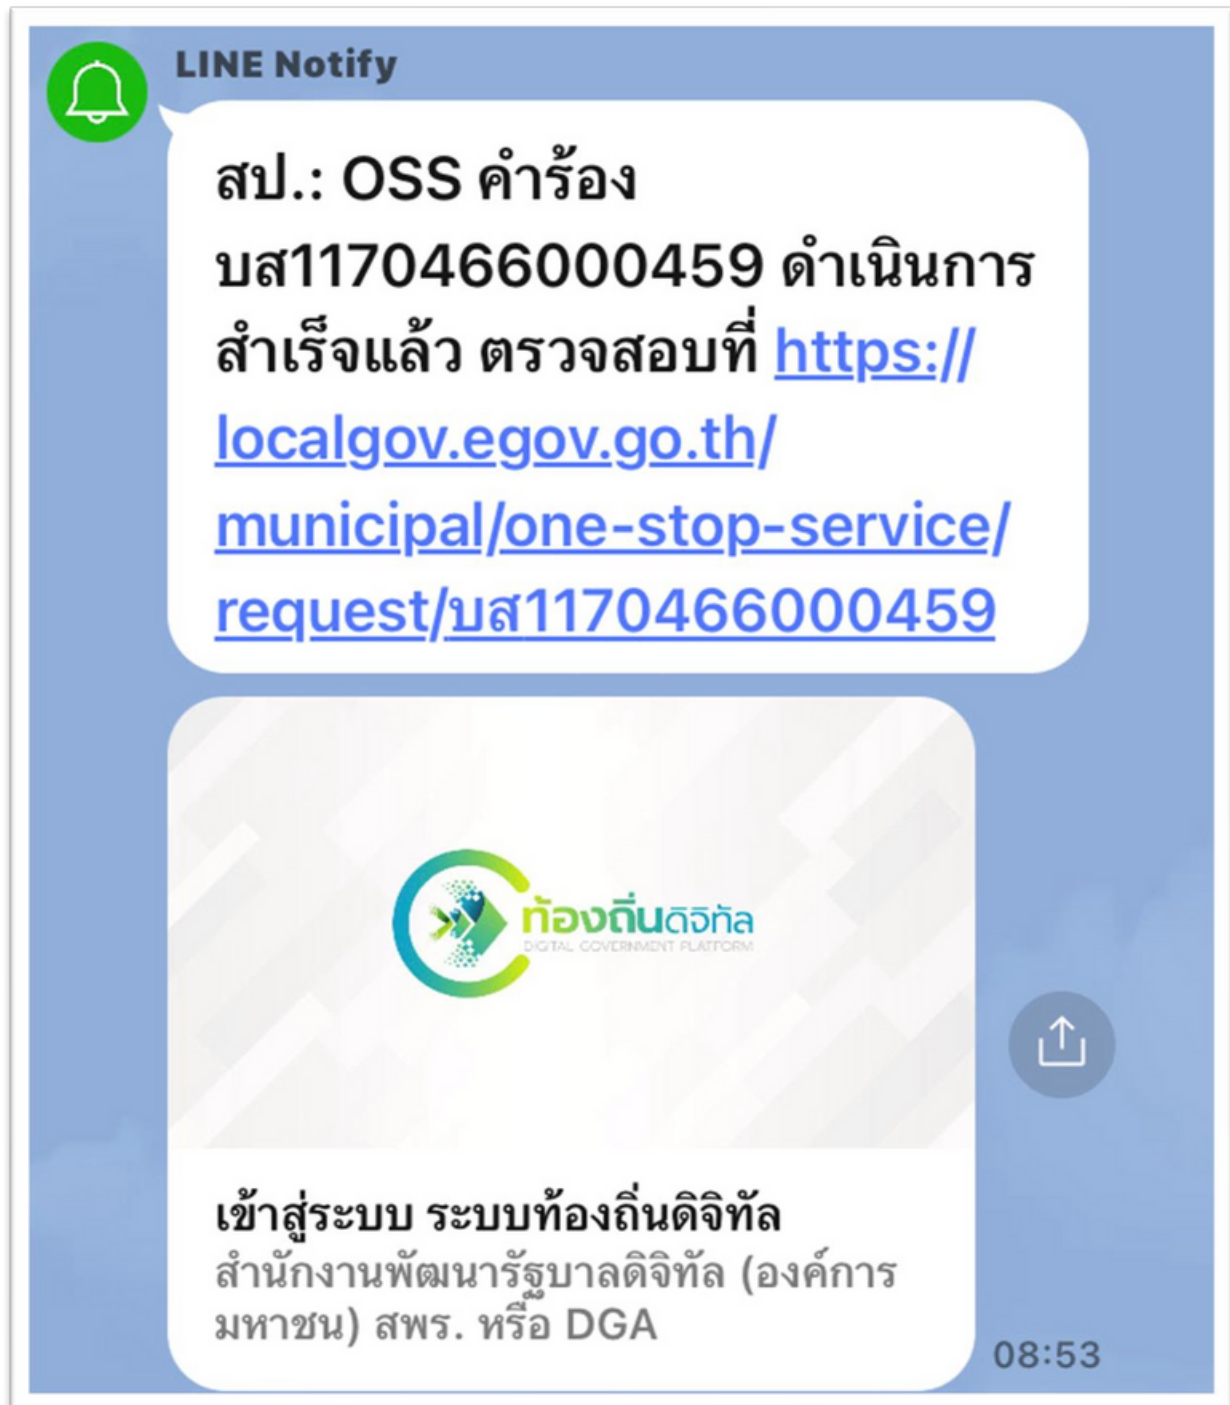 LINE Notify
สป.: OSS คำร้อง
บส1170466000459 ดำเนินการ
สำเร็จแล้ว ตรวจสอบที่ https://
localgov.egov.go.th/
municipal/one-stop-service/
request/บส1170466000459
ท้องถิ่นดิจิทัล
DIGITAL GOVERNMENT PLATFORM
เข้าสู่ระบบ ระบบท้องถิ่นดิจิทัล
สำนักงานพัฒนารัฐบาลดิจิทัล (องค์การ
มหาชน) สพร. หรือ DGA
08:53